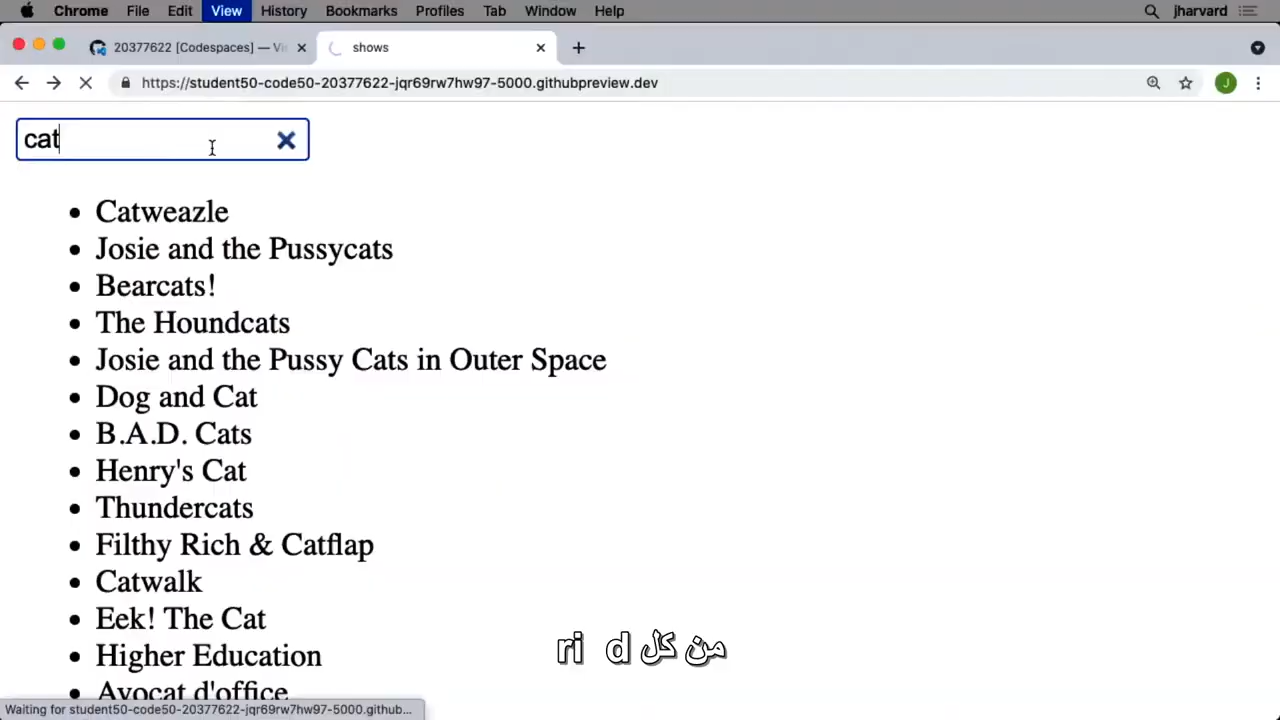 Chrome File Edit View History Bookmarks Profiles Tab Window Help jharvard
20377622 [Codespaces] — Vi shows
https://student50-code50-20377622-jqr69rw7hw97-5000.githubpreview.dev J
cat
Catweazle
Josie and the Pussycats
Bearcats!
The Houndcats
Josie and the Pussy Cats in Outer Space
Dog and Cat
B.A.D. Cats
Henry's Cat
Thundercats
Filthy Rich & Catflap
Catwalk
Eek! The Cat
Higher Education
من كل ri d
Avocat d'office
Waiting for student50-code50-20377622-jqr69rw7hw97-5000.github...